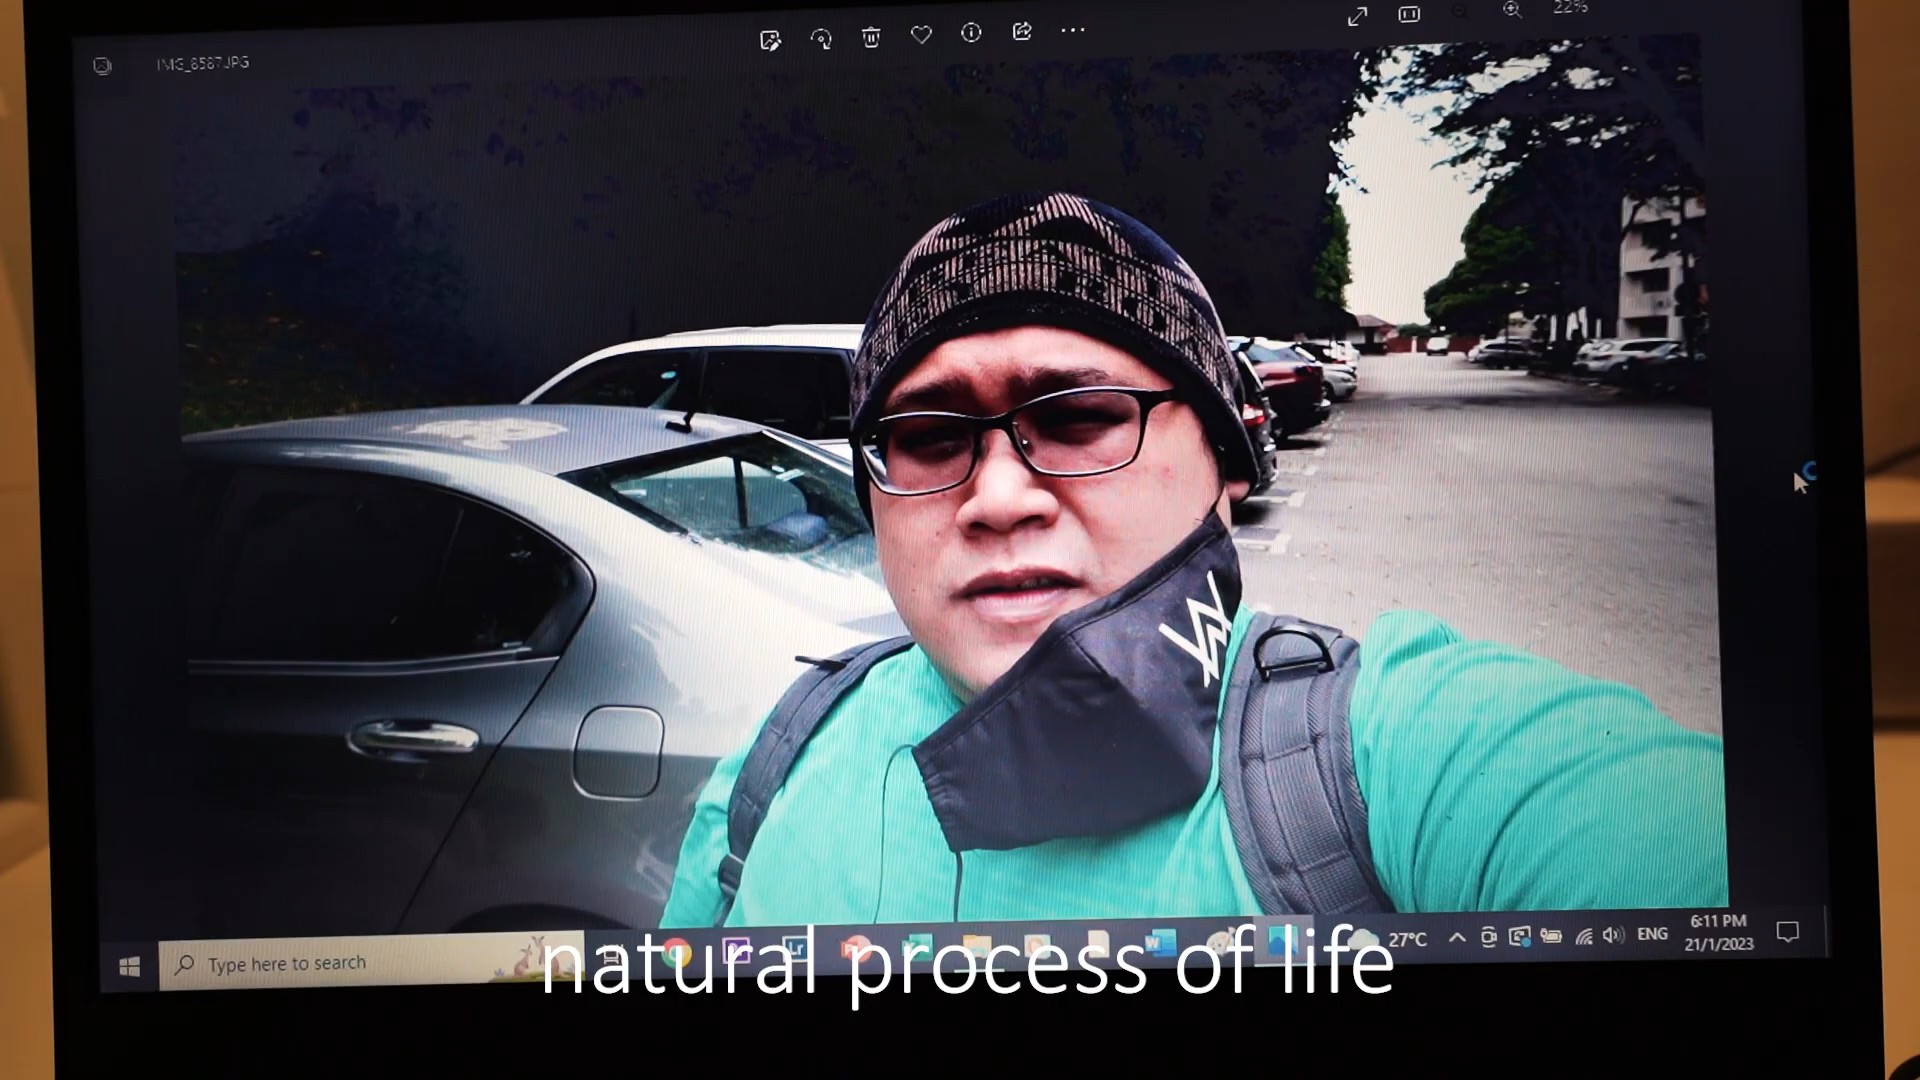 IMG_8587.JPG
22%
Type here to search
Lr
27°C
ENG
6:11 PM
21/1/2023
natural process of life